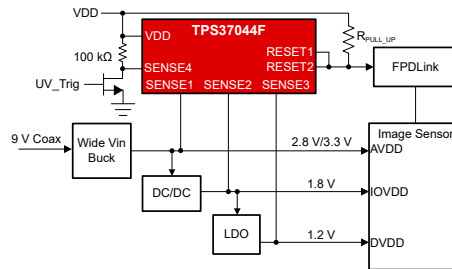 VDD
TPS37044F
VDD
100 kΩ
RESET1
RPULL_UP
SENSE4
RESET2
FPDLink
UV_Trig
SENSE1 SENSE2 SENSE3
9 V Coax
Wide Vin
Buck
2.8 V/3.3 V
Image Sensor
AVDD
DC/DC
1.8 V
IOVDD
LDO
1.2 V
DVDD